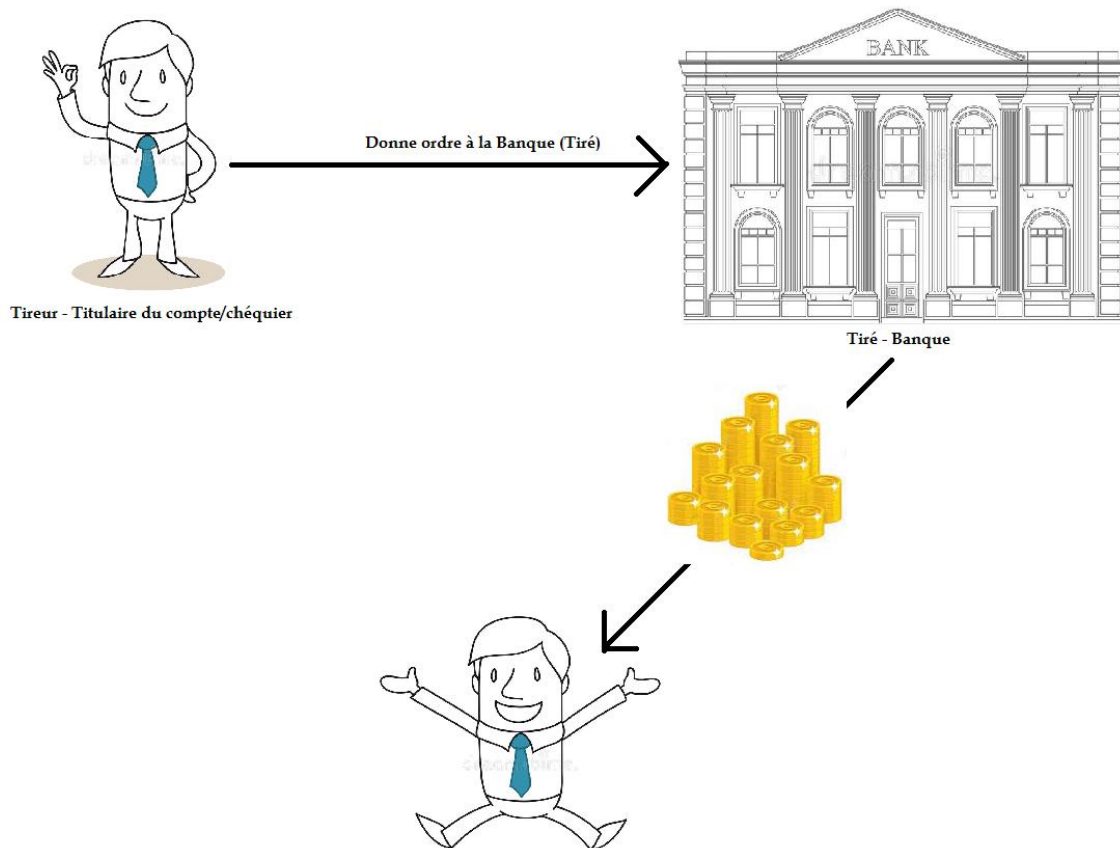 BANK
Donne ordre à la Banque (Tiré)
Tireur - Titulaire du compte/chéquier
Tiré - Banque